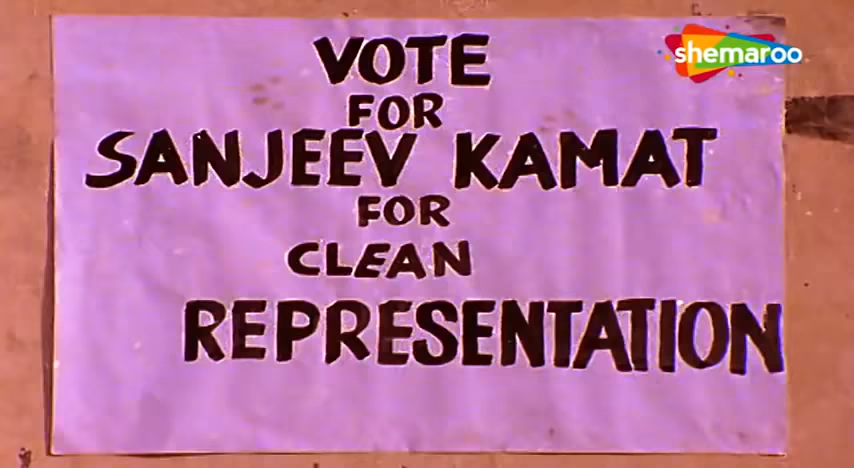 shemaroo
VOTE
FOR
SANJEEV KAMAT
FOR
CLEAN
REPRESENTATION